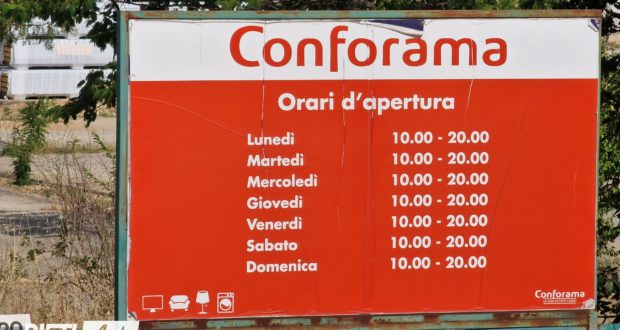 Conforama
Orari d'apertura
Lunedì 10.00 - 20.00
Martedì 10.00 - 20.00
Mercoledì 10.00 - 20.00
Giovedì 10.00 - 20.00
Venerdì 10.00 - 20.00
Sabato 10.00 - 20.00
Domenica 10.00 - 20.00
Conforama